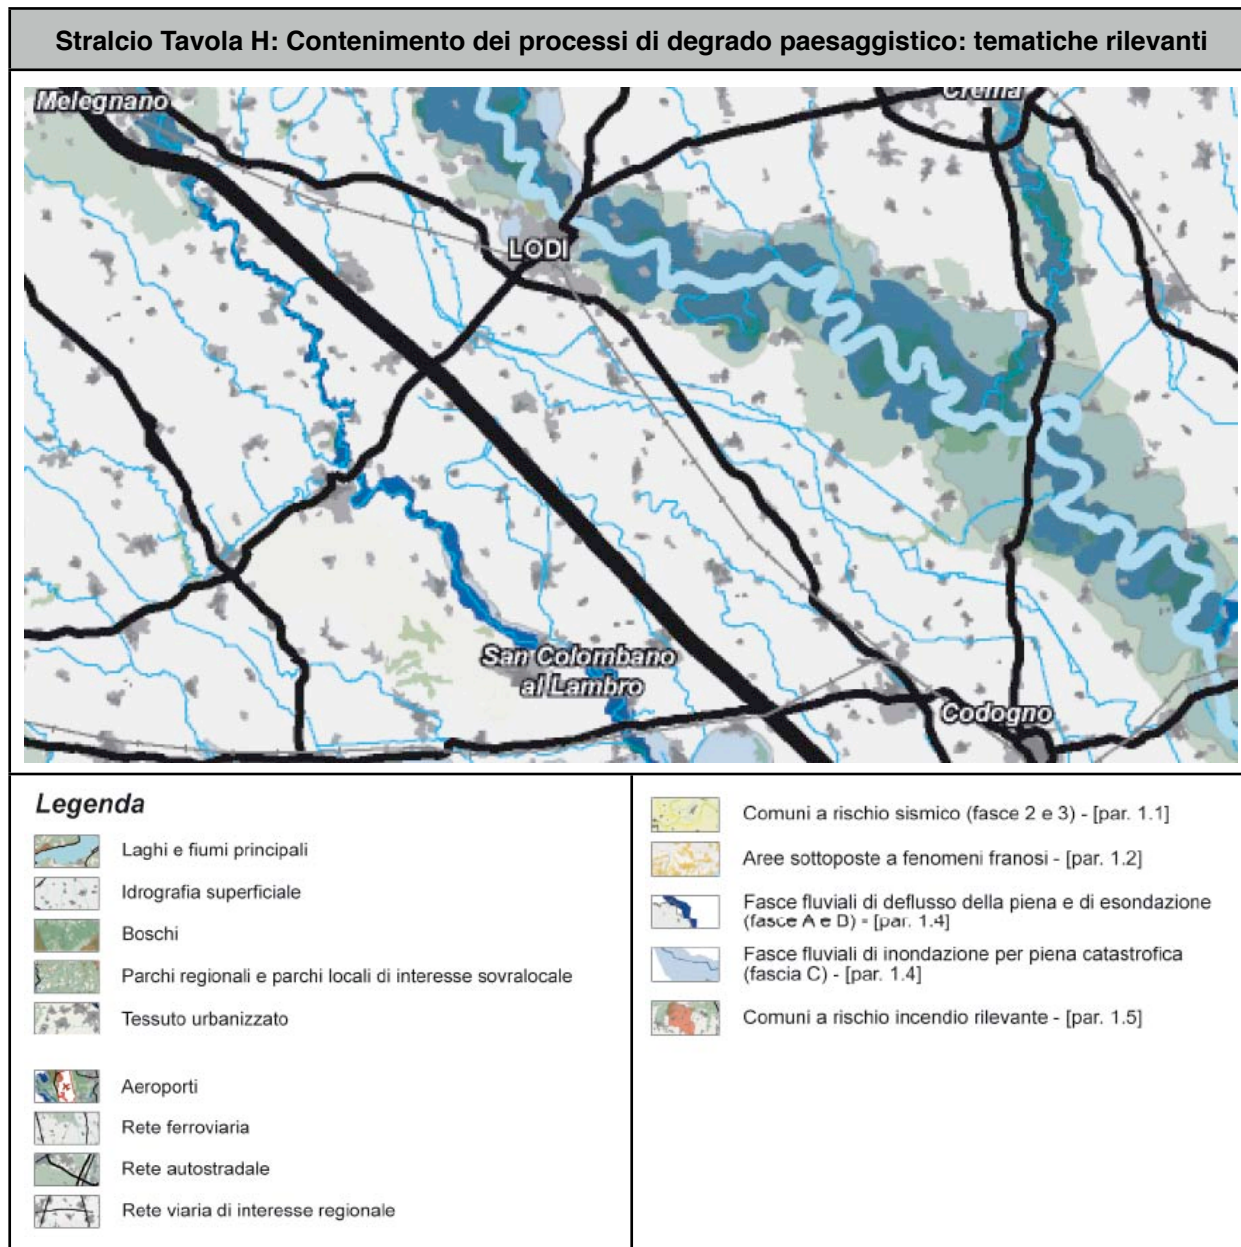 Stralcio Tavola H: Contenimento dei processi di degrado paesaggistico: tematiche rilevanti
Melegnano
Crema
LODI
San Colombano
al Lambro
Codogno
Legenda
Laghi e fiumi principali
Idrografia superficiale
Boschi
Parchi regionali e parchi locali di interesse sovralocale
Tessuto urbanizzato
Aeroporti
Rete ferroviaria
Rete autostradale
Rete viaria di interesse regionale
Comuni a rischio sismico (fasce 2 e 3) - [par. 1.1]
Aree sottoposte a fenomeni franosi - [par. 1.2]
Fasce fluviali di deflusso della piena e di esondazione
(fasce A e B) - [par. 1.4]
Fasce fluviali di inondazione per piena catastrofica
(fascia C) - [par. 1.4]
Comuni a rischio incendio rilevante - [par. 1.5]